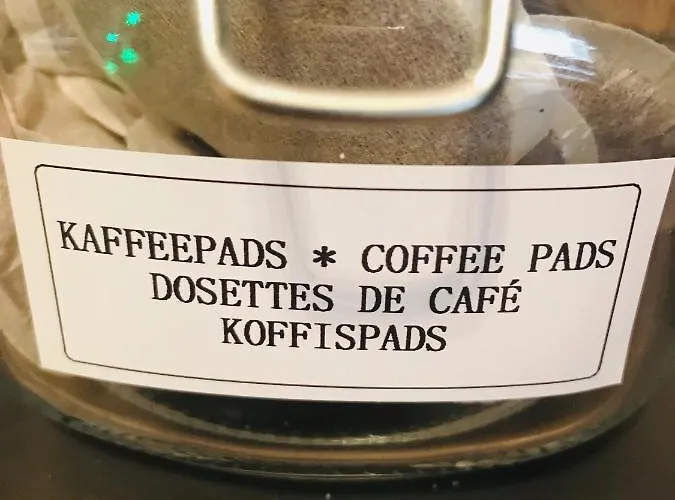 KAFFEEPADS * COFFEE PADS
DOSETTES DE CAFÉ
KOFFISPADS